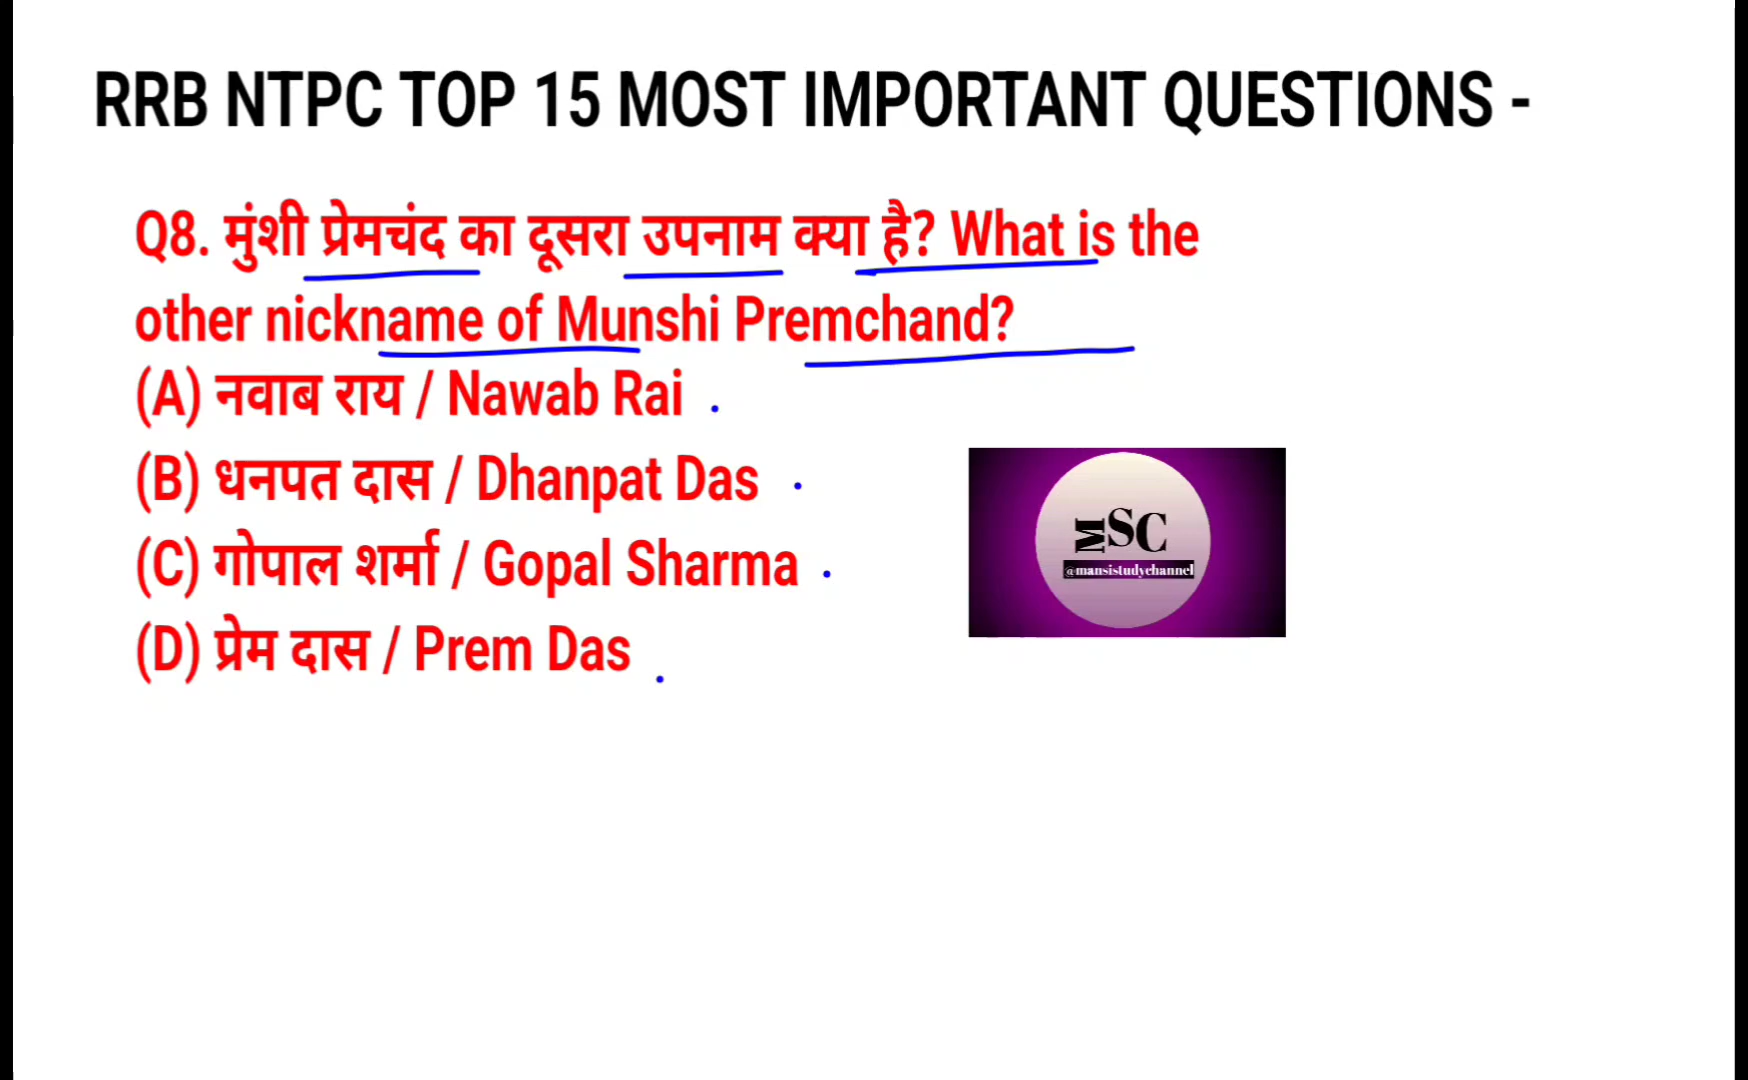 RRB NTPC TOP 15 MOST IMPORTANT QUESTIONS -
Q8. मुंशी प्रेमचंद का दूसरा उपनाम क्या है? What is the
other nickname of Munshi Premchand?
(A) नवाब राय / Nawab Rai
(B) धनपत दास / Dhanpat Das
(C) गोपाल शर्मा / Gopal Sharma
(D) प्रेम दास / Prem Das
MSC
@mansistudychannel